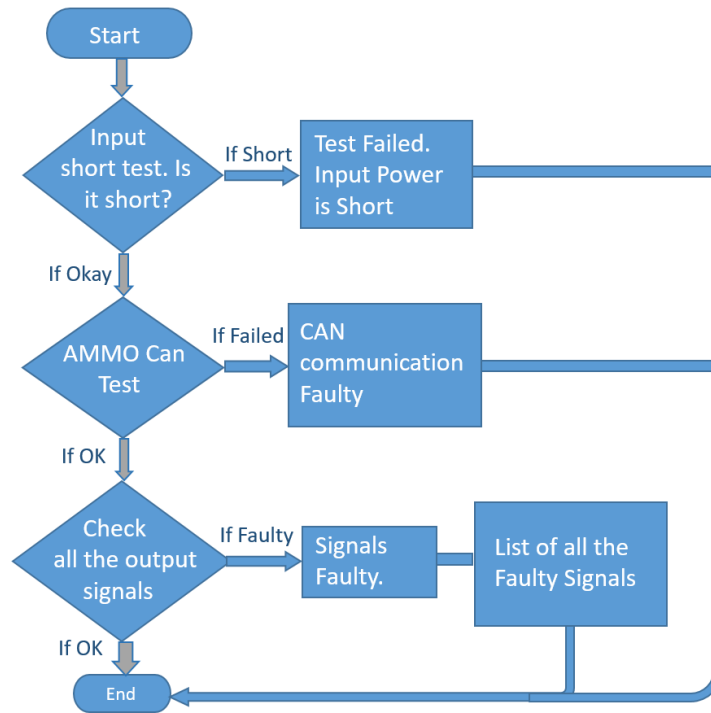 Start
Input
short test. Is
it short?
If Short
Test Failed.
Input Power
is Short
If Okay
AMMO Can
Test
If Failed
CAN
communication
Faulty
If OK
Check
all the output
signals
If Faulty
Signals
Faulty.
List of all the
Faulty Signals
If OK
End